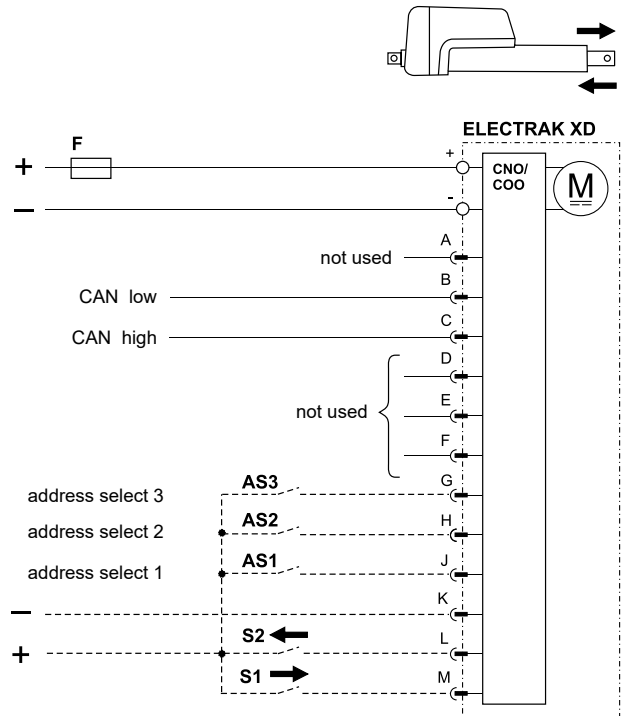 ELECTRAK XD
F
+
+
CNO/
COO
M
−
-
not used
A
B
CAN low
C
CAN high
D
E
not used
F
address select 3
AS3
G
address select 2
AS2
H
address select 1
AS1
J
−
K
+
S2
L
S1
M